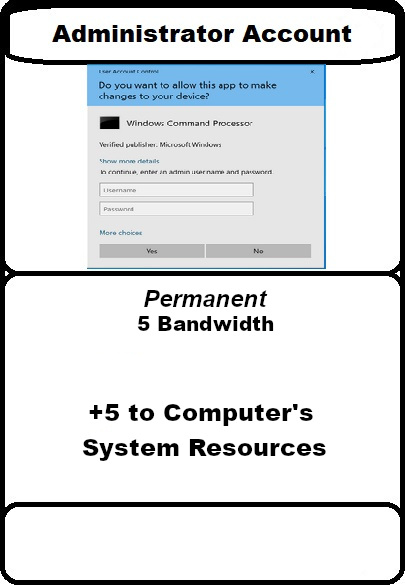 Administrator Account
User Account Control
×
Do you want to allow this app to make
changes to your device?
Windows Command Processor
Verified publisher: Microsoft Windows
Show more details
To continue, enter an admin username and password.
Username
Password
More choices
Yes No
Permanent
5 Bandwidth
+5 to Computer's
System Resources